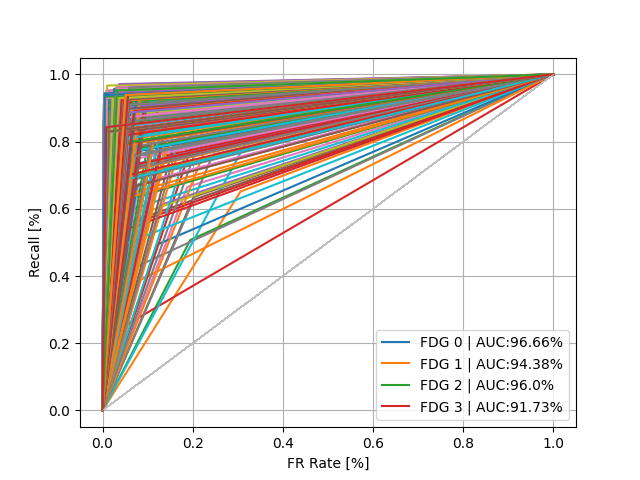 1.0
0.8
0.6
0.4
0.2
0.0
Recall [%]
FDG 0 | AUC:96.66%
FDG 1 | AUC:94.38%
FDG 2 | AUC:96.0%
FDG 3 | AUC:91.73%
0.0 0.2 0.4 0.6 0.8 1.0
FR Rate [%]